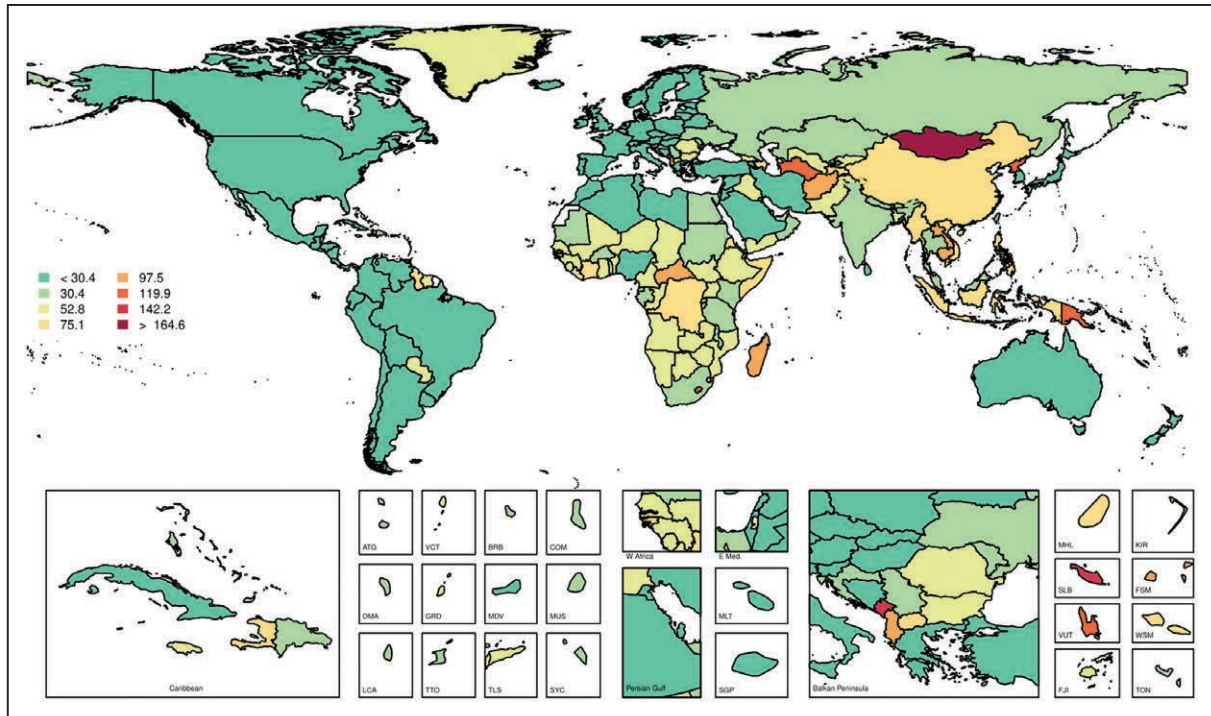 < 30.4
30.4
52.8
75.1
97.5
119.9
142.2
> 164.6
ATG
VCT
BRB
COM
DMA
GRD
MDV
MUS
LCA
TTO
TLS
SYC
Caribbean
W Africa
E Med.
Persian Gulf
MLT
SGP
Balkan Peninsula
MHL
KIR
SLB
FSM
VUT
WSM
FJI
TON